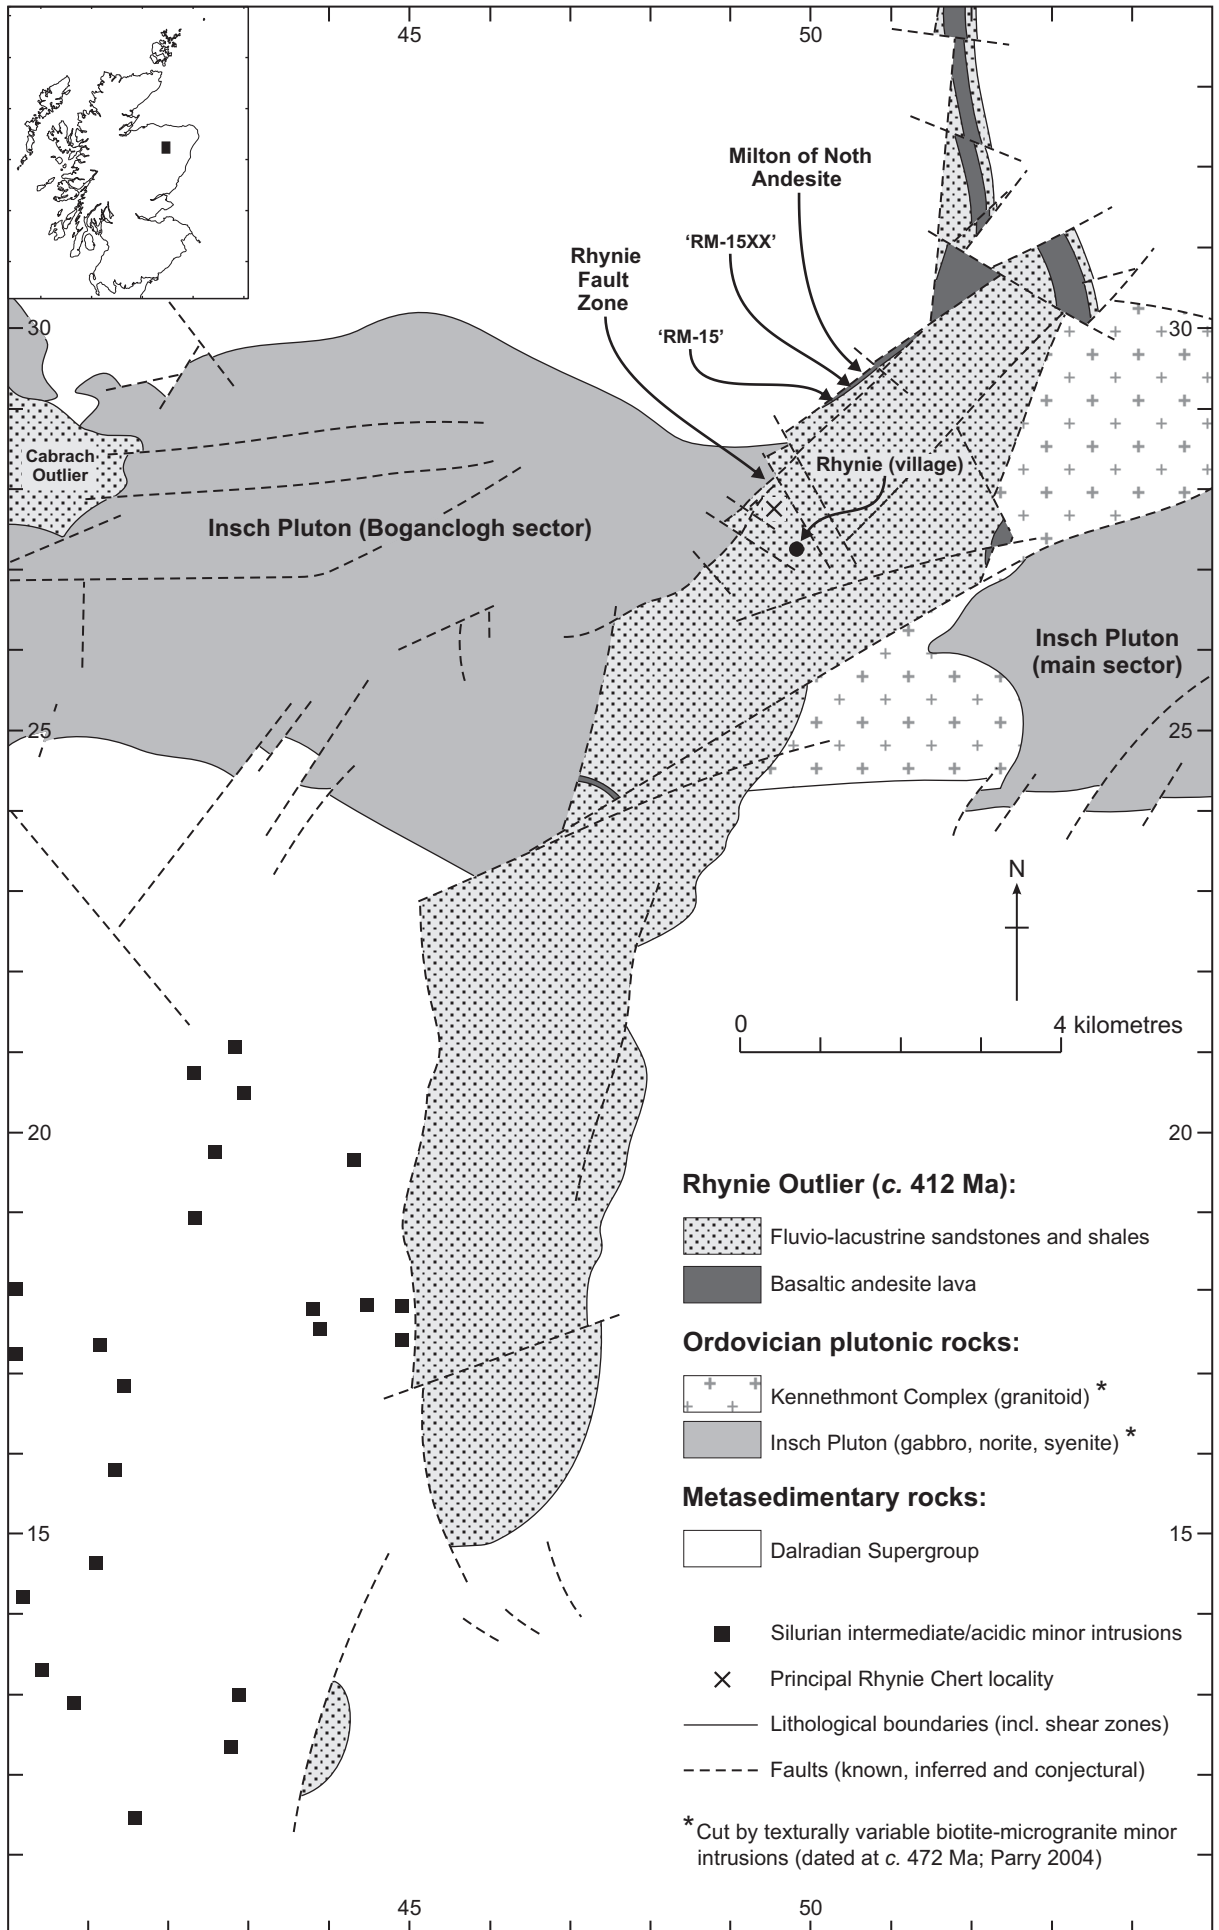 45
50
Milton of Noth
Andesite
‘RM-15XX’
Rhynie
Fault
Zone
‘RM-15’
30
30
Cabrach
Outlier
Rhynie (village)
Insch Pluton (Boganclogh sector)
Insch Pluton
(main sector)
25
25
N
0
4 kilometres
20
20
Rhynie Outlier (c. 412 Ma):
Fluvio-lacustrine sandstones and shales
Basaltic andesite lava
Ordovician plutonic rocks:
Kennethmont Complex (granitoid) *
Insch Pluton (gabbro, norite, syenite) *
Metasedimentary rocks:
15
15
Dalradian Supergroup
Silurian intermediate/acidic minor intrusions
Principal Rhynie Chert locality
Lithological boundaries (incl. shear zones)
Faults (known, inferred and conjectural)
*Cut by texturally variable biotite-microgranite minor
intrusions (dated at c. 472 Ma; Parry 2004)
45
50